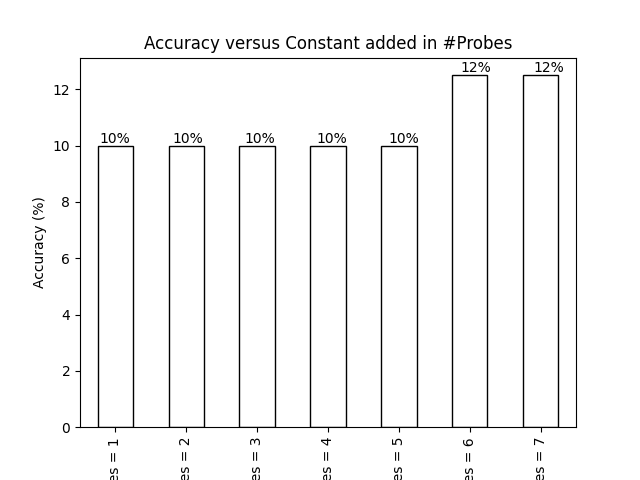 Accuracy versus Constant added in #Probes
Accuracy (%)
12
10
8
6
4
2
0
10%
10%
10%
10%
10%
12%
12%
es = 1
es = 2
es = 3
es = 4
es = 5
es = 6
es = 7